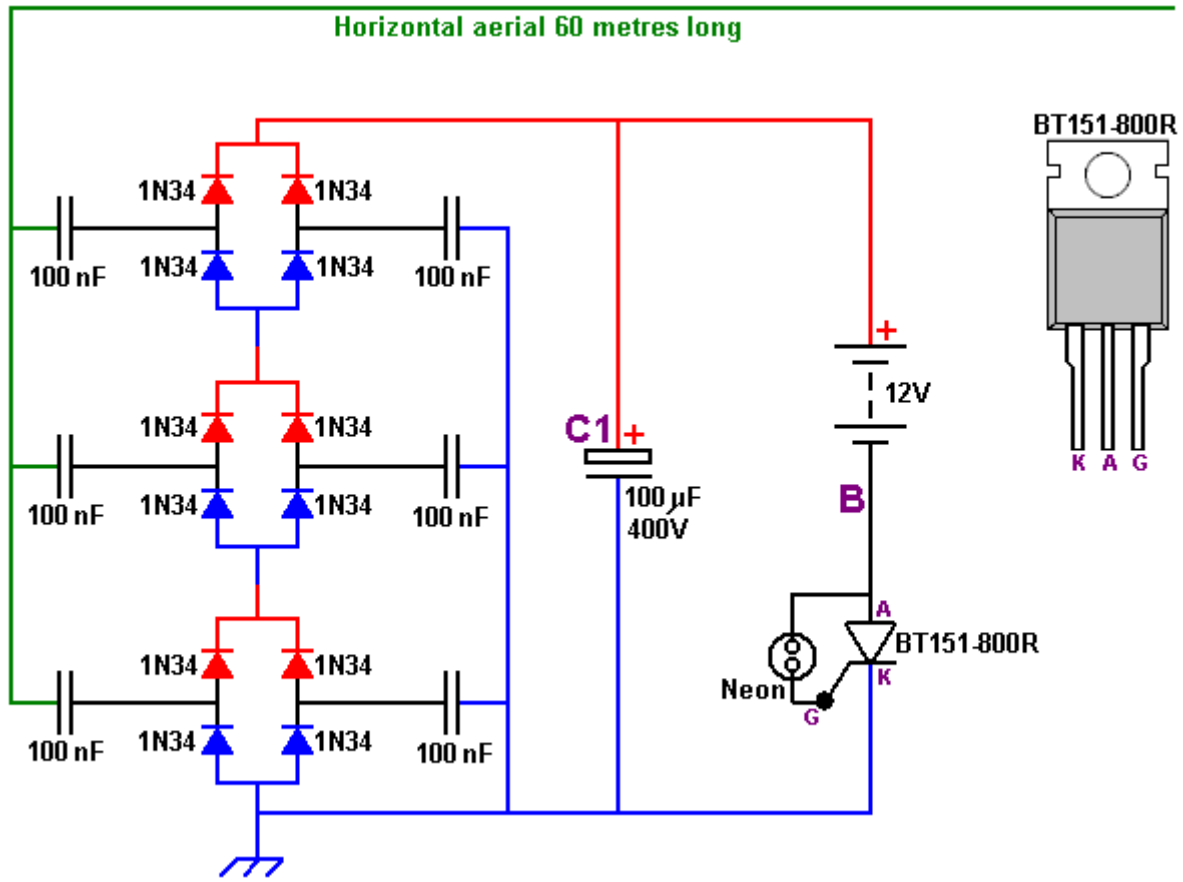 Horizontal aerial 60 metres long
BT151-800R
1N34
1N34
100 nF
1N34
1N34
100 nF
K A G
12V
+
C1
+
1N34
1N34
100 nF
1N34
1N34
100 nF
100 µF
400V
B
A
BT151-800R
K
Neon
G
1N34
1N34
100 nF
1N34
1N34
100 nF